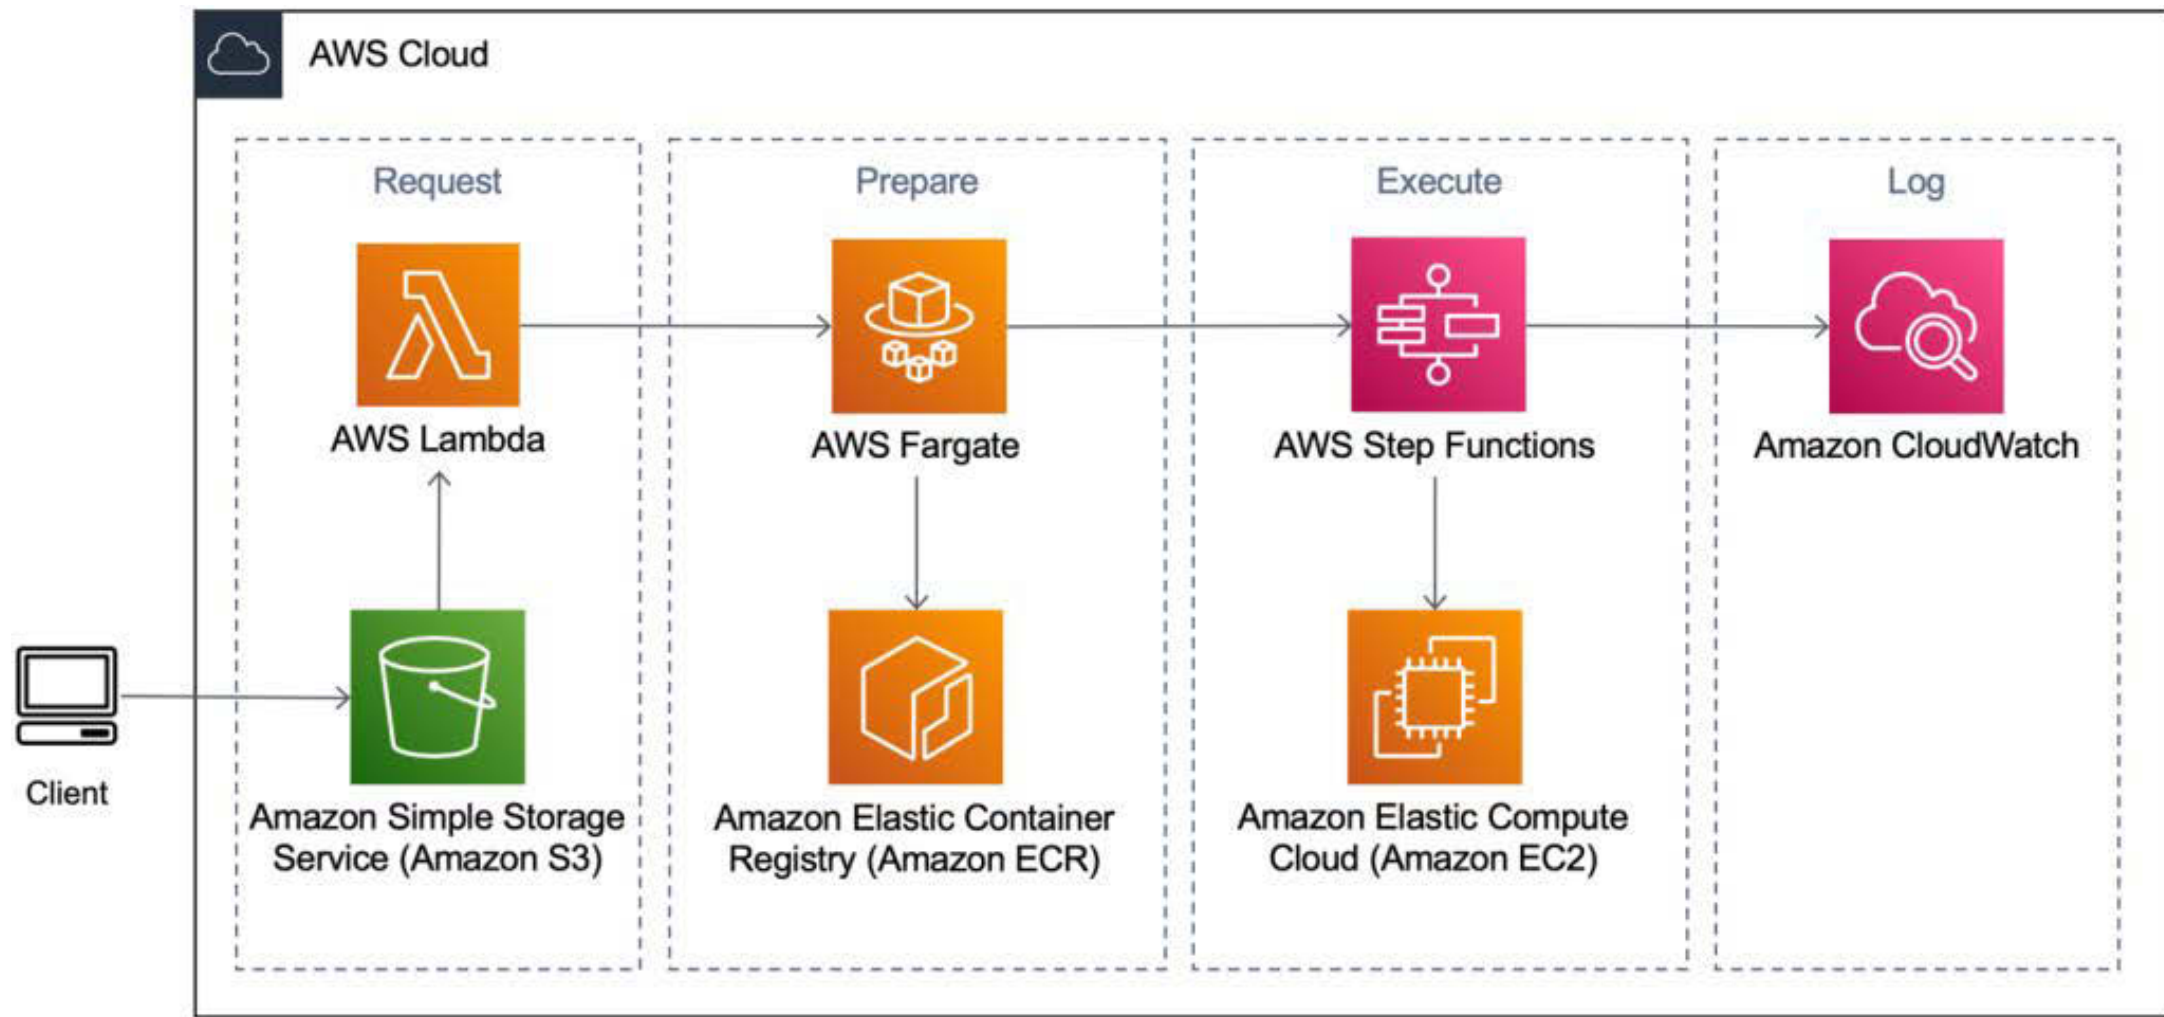 AWS Cloud
Request
Prepare
Execute
Log
AWS Lambda
AWS Fargate
AWS Step Functions
Amazon CloudWatch
Client
Amazon Simple Storage
Service (Amazon S3)
Amazon Elastic Container
Registry (Amazon ECR)
Amazon Elastic Compute
Cloud (Amazon EC2)